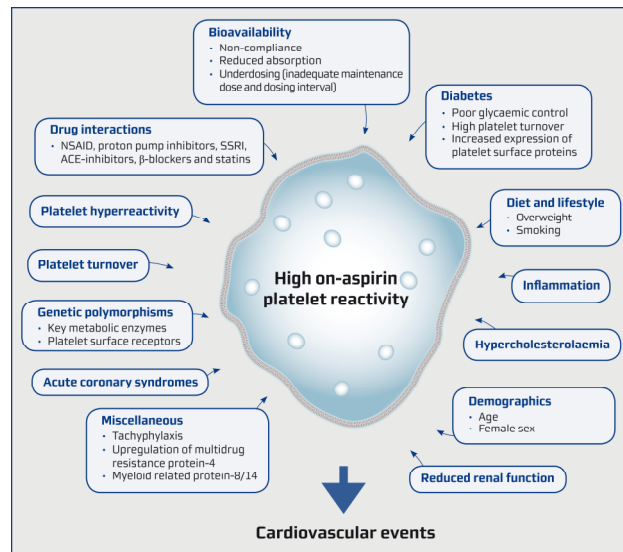 Bioavailability
- Non-compliance
• Reduced absorption
• Underdosing (inadequate maintenance
dose and dosing interval)
Diabetes
• Poor glycaemic control
• High platelet turnover
• Increased expression of
platelet surface proteins
Drug interactions
• NSAID, proton pump inhibitors, SSRI,
ACE-inhibitors, β-blockers and statins
Diet and lifestyle
- Overweight
• Smoking
Platelet hyperreactivity
Platelet turnover
High on-aspirin
platelet reactivity
Inflammation
Genetic polymorphisms
• Key metabolic enzymes
• Platelet surface receptors
Hypercholesterolaemia
Acute coronary syndromes
Demographics
• Age
- Female sex
Miscellaneous
• Tachyphylaxis
• Upregulation of multidrug
resistance protein-4
• Myeloid related protein-8/14
Reduced renal function
Cardiovascular events